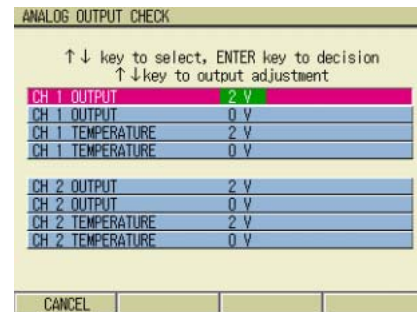 ANALOG OUTPUT CHECK
↑↓ key to select, ENTER key to decision
↑↓key to output adjustment
CH 1 OUTPUT 2 V
CH 1 OUTPUT 0 V
CH 1 TEMPERATURE 2 V
CH 1 TEMPERATURE 0 V
CH 2 OUTPUT 2 V
CH 2 OUTPUT 0 V
CH 2 TEMPERATURE 2 V
CH 2 TEMPERATURE 0 V
CANCEL